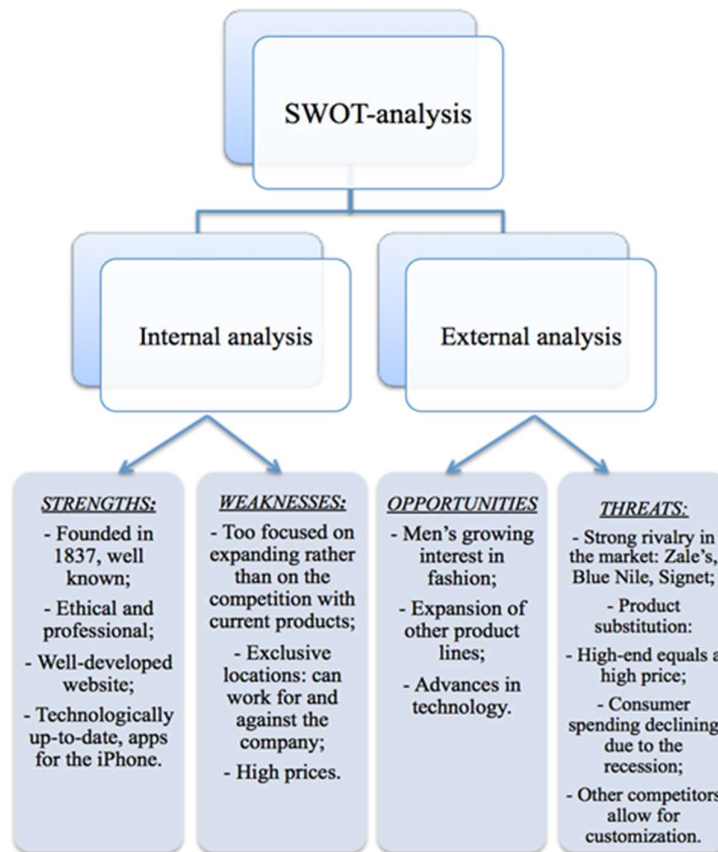 SWOT-analysis
Internal analysis
External analysis
STRENGTHS:
- Founded in
1837, well
known;
- Ethical and
professional;
- Well-developed
website;
- Technologically
up-to-date, apps
for the iPhone.
WEAKNESSES:
- Too focused on
expanding rather
than on the
competition with
current products;
- Exclusive
locations: can
work for and
against the
company;
- High prices.
OPPORTUNITIES
- Men's growing
interest in
fashion;
- Expansion of
other product
lines;
- Advances in
technology.
THREATS:
- Strong rivalry in
the market: Zale's,
Blue Nile, Signet;
- Product
substitution:
- High-end equals a
high price;
- Consumer
spending declining
due to the
recession;
- Other competitors
allow for
customization.